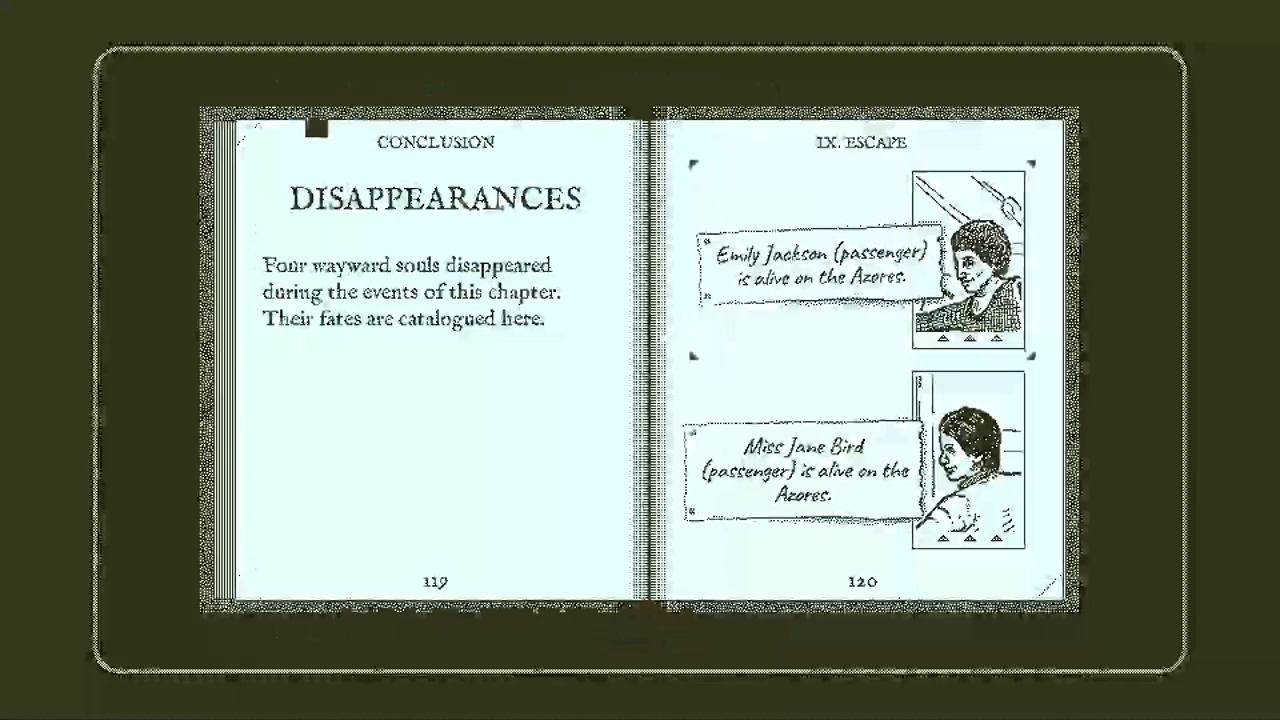 CONCLUSION
DISAPPEARANCES
Four wayward souls disappeared
during the events of this chapter.
Their fates are catalogued here.
119
IX. ESCAPE
Emily Jackson (passenger)
is alive on the Azores.
Miss Jane Bird
(passenger) is alive on the
Azores.
120